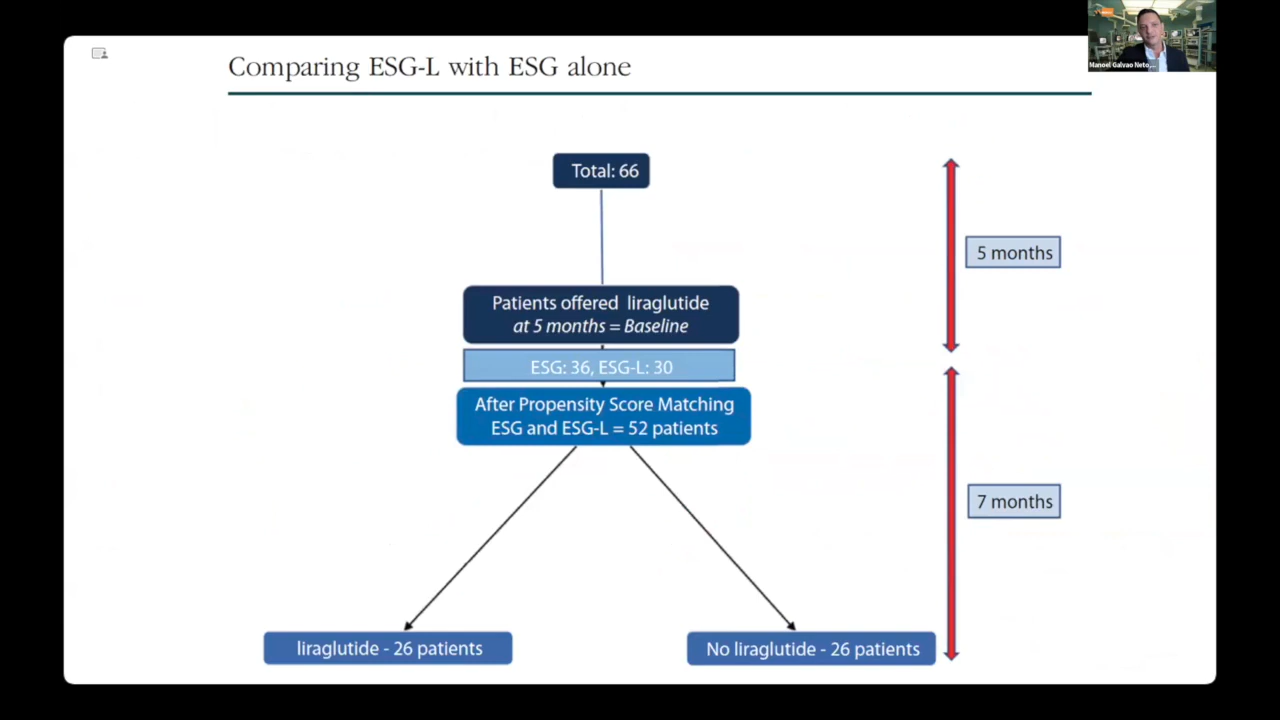 Comparing ESG-L with ESG alone
Manoel Galvao Neto,...
Total: 66
5 months
Patients offered liraglutide
at 5 months = Baseline
ESG: 36, ESG-L: 30
After Propensity Score Matching
ESG and ESG-L = 52 patients
7 months
liraglutide - 26 patients
No liraglutide - 26 patients